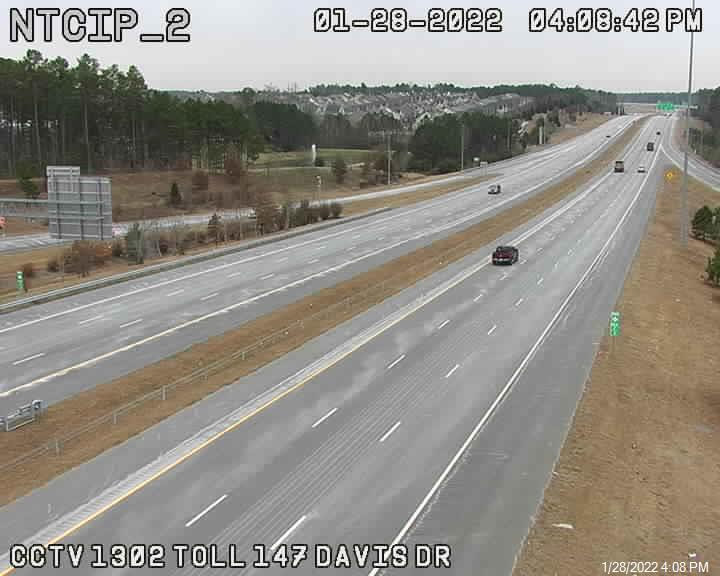 NTCIP_2 01-28-2022 04:08:42 PM
CCTV 1302 TOLL 147 DAVIS DR
1/28/2022 4:08 PM